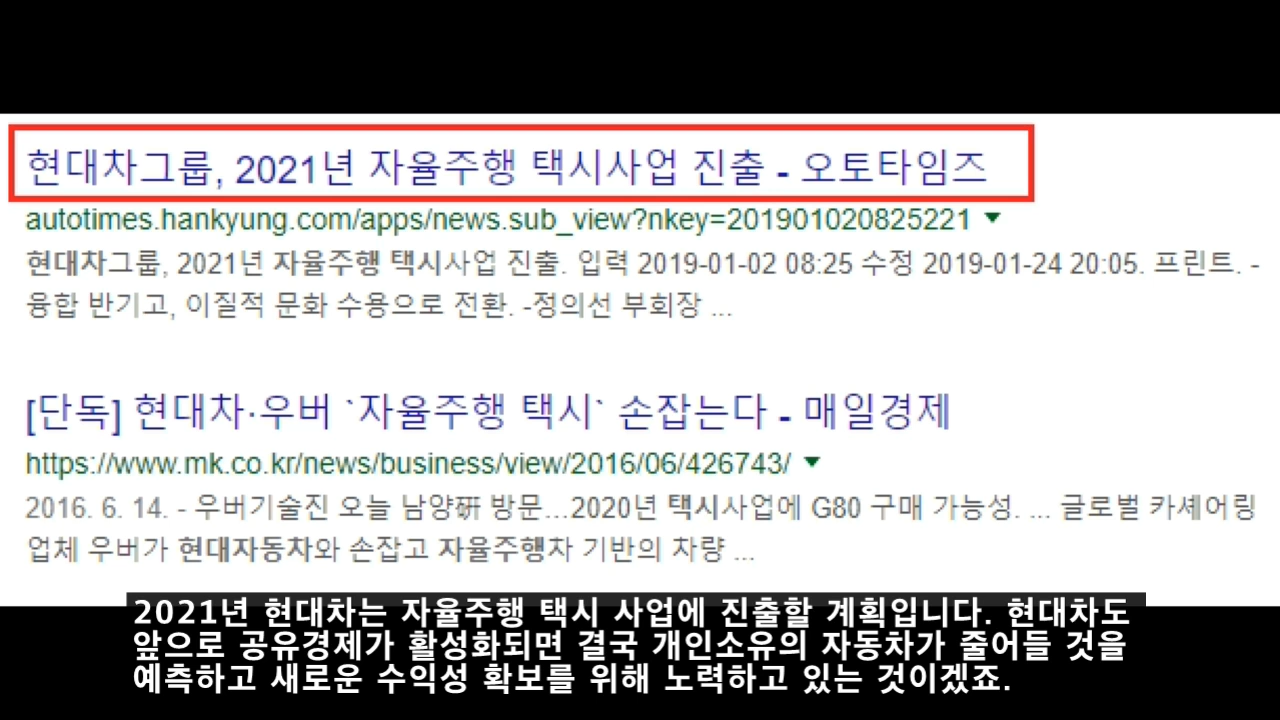 현대차그룹, 2021년 자율주행 택시사업 진출 - 오토타임즈
autotimes.hankyung.com/apps/news.sub_view?nkey=201901020825221 ▼
현대차그룹, 2021년 자율주행 택시사업 진출. 입력 2019-01-02 08:25 수정 2019-01-24 20:05. 프린트. -
융합 반기고, 이질적 문화 수용으로 전환. -정의선 부회장 ...
[단독] 현대차·우버 `자율주행 택시` 손잡는다 - 매일경제
https://www.mk.co.kr/news/business/view/2016/06/426743/ ▼
2016. 6. 14. - 우버기술진 오늘 남양硏 방문...2020년 택시사업에 G80 구매 가능성. ... 글로벌 카셰어링
업체 우버가 현대자동차와 손잡고 자율주행차 기반의 차량 ...
2021년 현대차는 자율주행 택시 사업에 진출할 계획입니다. 현대차도
앞으로 공유경제가 활성화되면 결국 개인소유의 자동차가 줄어들 것을
예측하고 새로운 수익성 확보를 위해 노력하고 있는 것이겠죠.